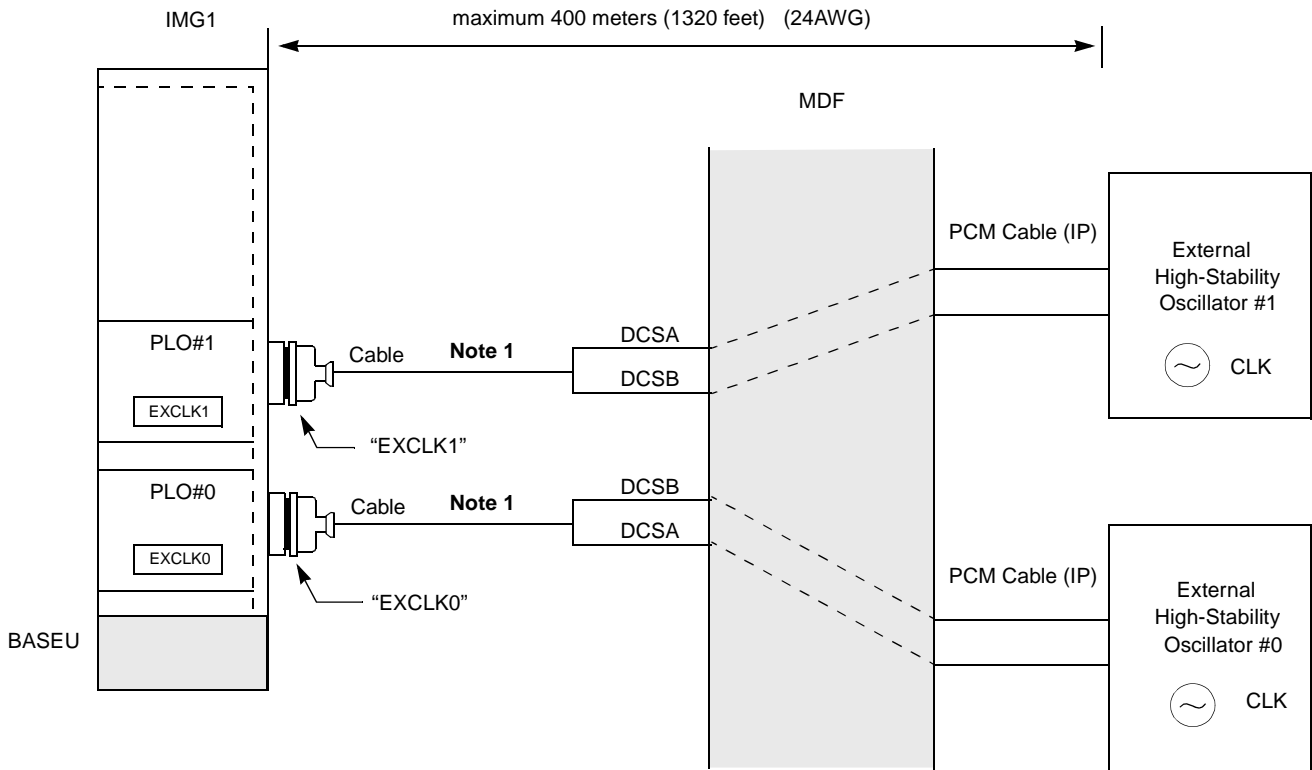 IMG1
maximum 400 meters (1320 feet) (24AWG)
MDF
PCM Cable (IP)
External
High-Stability
Oscillator #1
CLK
PLO#1
EXCLK1
Cable
Note 1
DCSA
DCSB
“EXCLK1”
PLO#0
EXCLK0
Cable
Note 1
DCSB
DCSA
“EXCLK0”
PCM Cable (IP)
External
High-Stability
Oscillator #0
CLK
BASEU